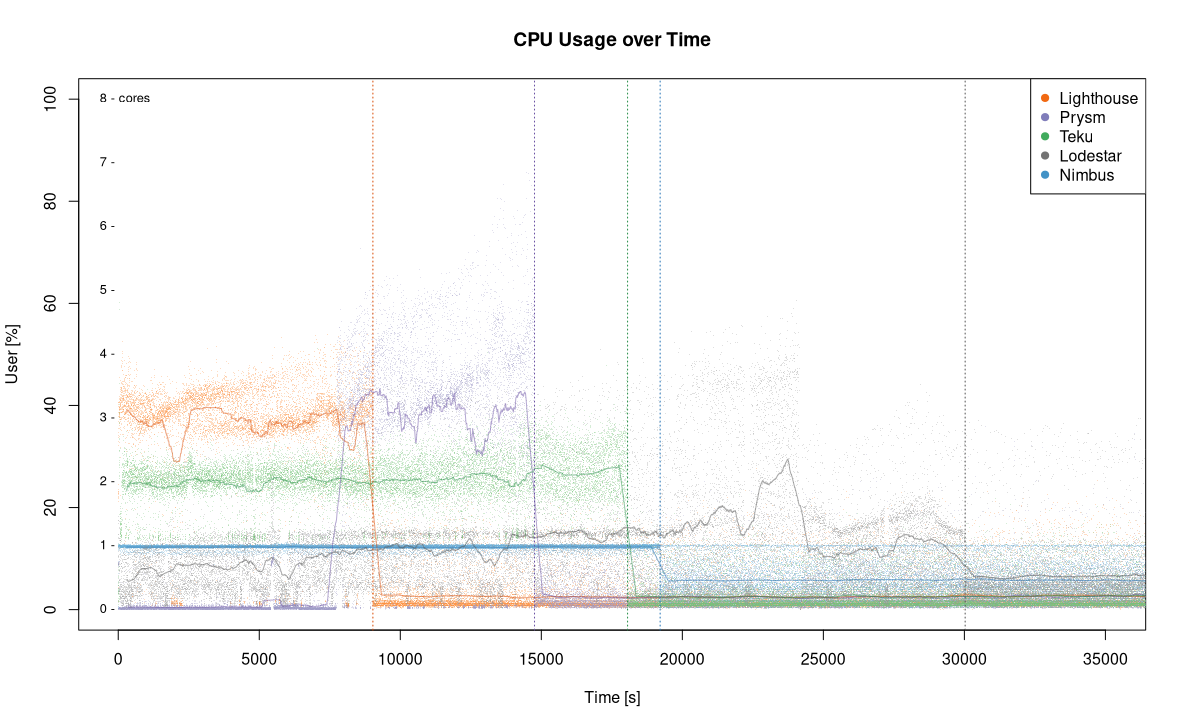 CPU Usage over Time
User [%]
100
80
60
40
20
0
8 - cores
7 -
6 -
5 -
4 -
3 -
2 -
1 -
0 -
Lighthouse
Prysm
Teku
Lodestar
Nimbus
0 5000 10000 15000 20000 25000 30000 35000
Time [s]